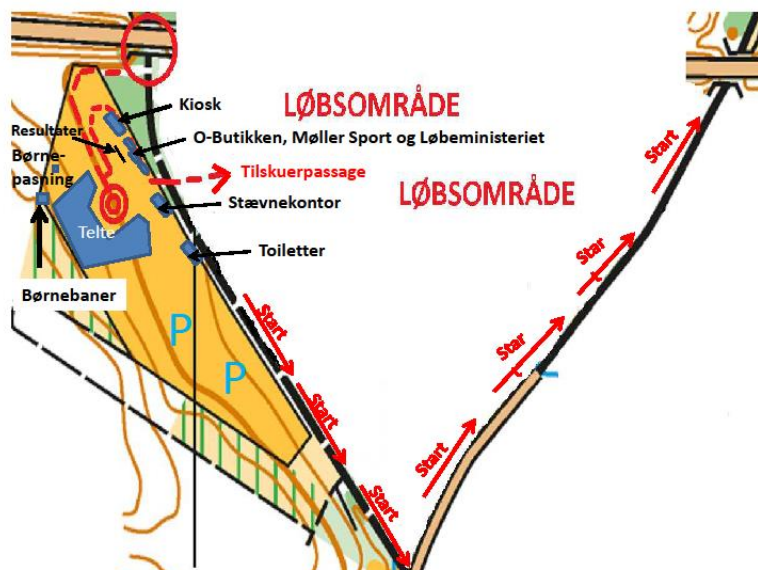 Kiosk
LØBSOMRÅDE
Resultater
O-Butikken, Møller Sport og Løbeministeriet
Børne-
pasning
Tilskuerpassage
LØBSOMRÅDE
Stævnekontor
Telte
Toiletter
Børnebaner
P
P
Start
Start
Start
Start
Star
Star
Start